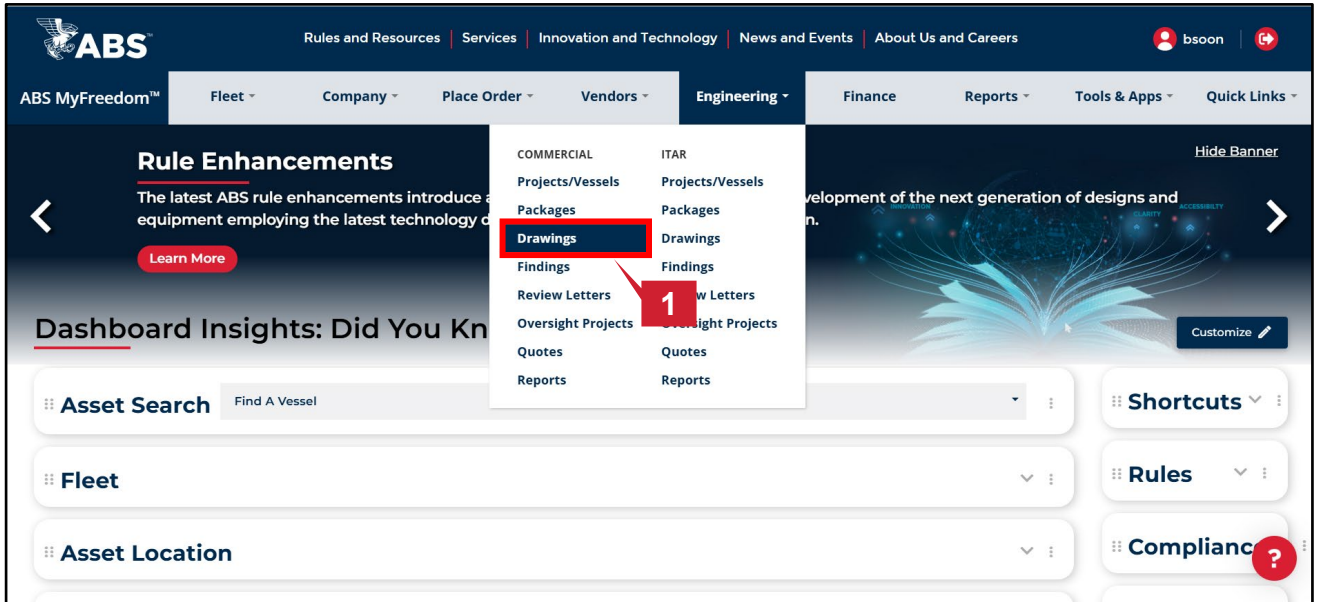 ABS™
Rules and Resources | Services | Innovation and Technology | News and Events | About Us and Careers
bsoon
ABS MyFreedom™
Fleet
Company
Place Order
Vendors
Engineering
Finance
Reports
Tools & Apps
Quick Links
Hide Banner
Rule Enhancements
The latest ABS rule enhancements introduce velopment of the next generation of designs and
equipment employing the latest technology n.
Learn More
INNOVATION
CLARITY
ACCESSIBILTY
COMMERCIAL
Projects/Vessels
Packages
Drawings
Findings
Review Letters
Oversight Projects
Quotes
Reports
ITAR
Projects/Vessels
Packages
Drawings
Findings
w Letters
Oversight Projects
Quotes
Reports
1
Dashboard Insights: Did You Kn
Customize
Asset Search
Find A Vessel
Shortcuts
Fleet
Rules
Asset Location
Complianc
?